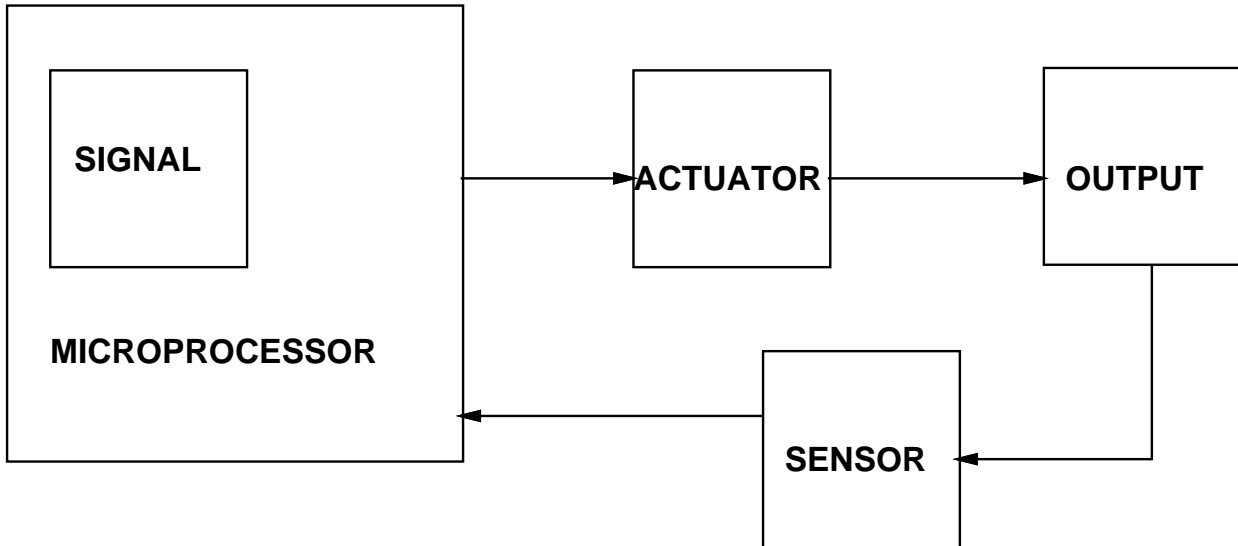 SIGNAL
ACTUATOR
OUTPUT
MICROPROCESSOR
SENSOR